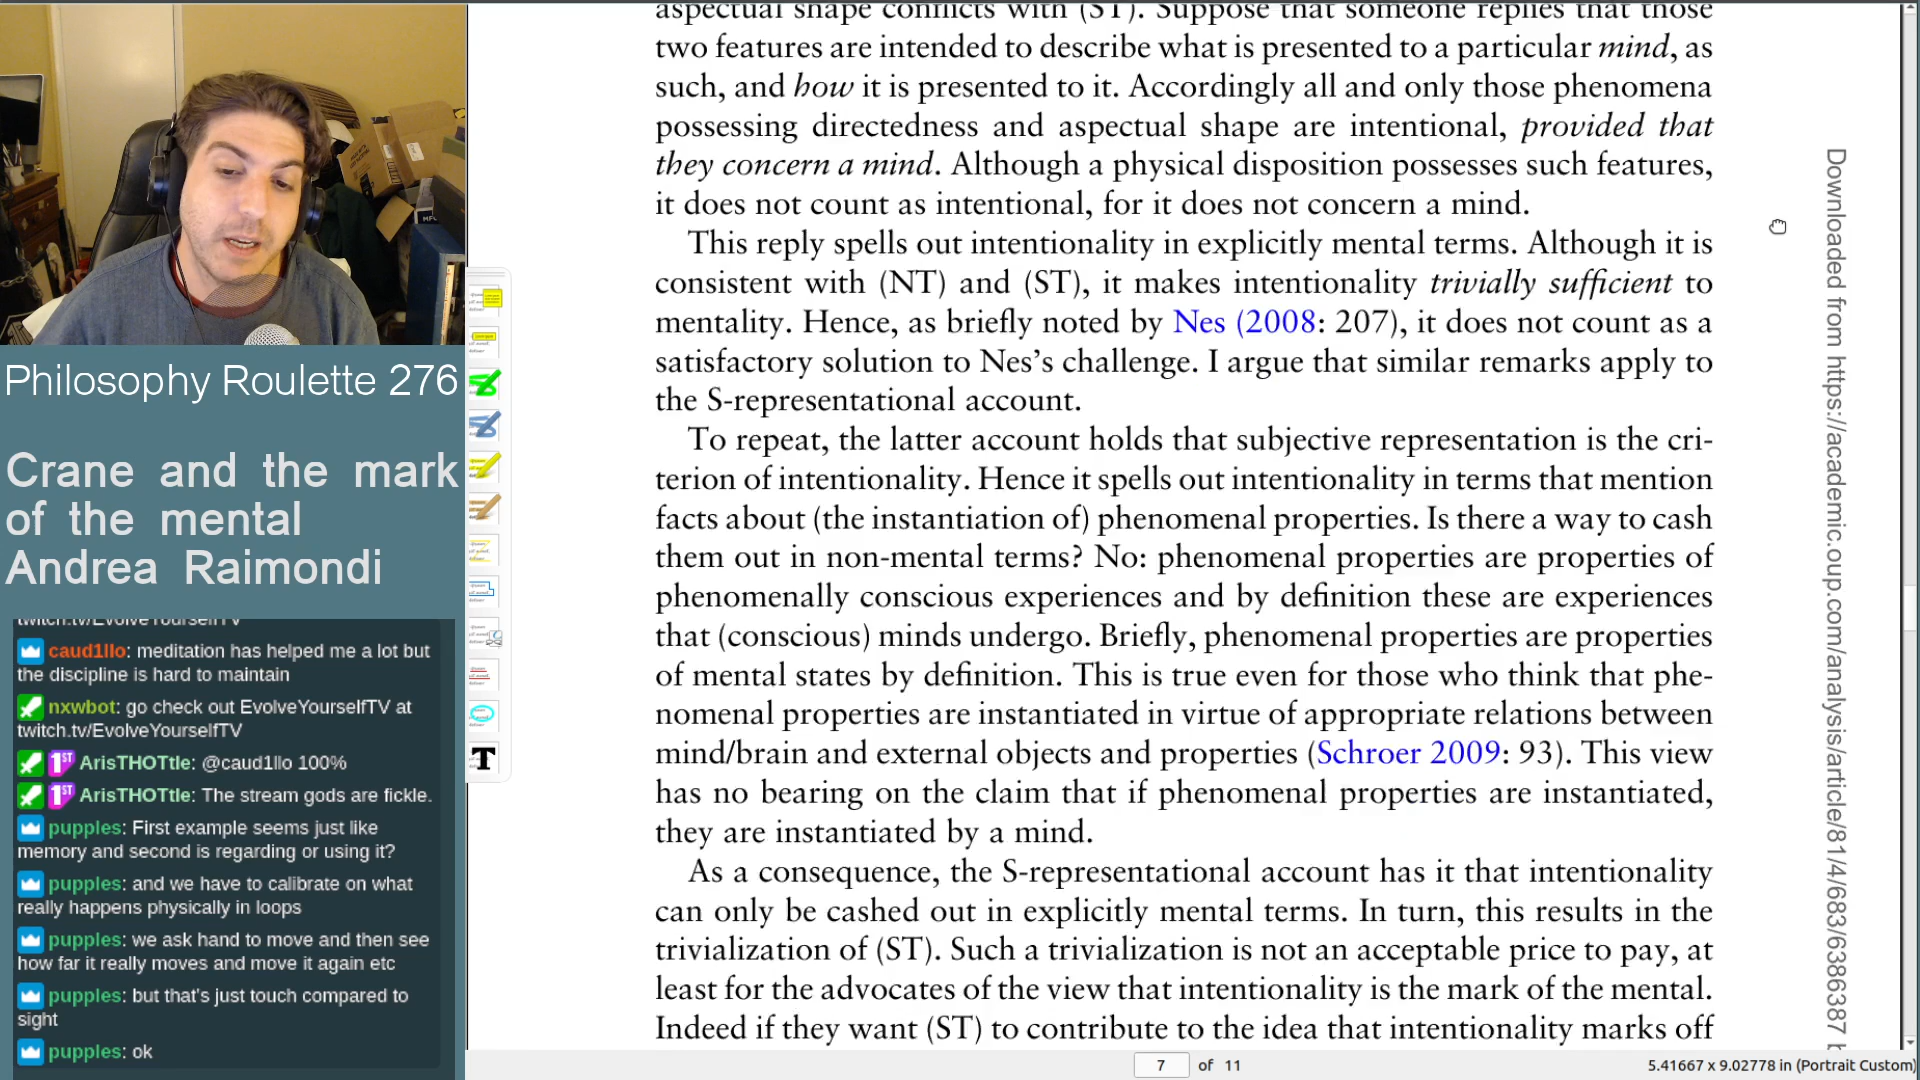 aspectual shape conflicts with (ST). Suppose that someone replies that those
two features are intended to describe what is presented to a particular mind, as
such, and how it is presented to it. Accordingly all and only those phenomena
possessing directedness and aspectual shape are intentional, provided that
they concern a mind. Although a physical disposition possesses such features,
it does not count as intentional, for it does not concern a mind.
This reply spells out intentionality in explicitly mental terms. Although it is
consistent with (NT) and (ST), it makes intentionality trivially sufficient to
mentality. Hence, as briefly noted by Nes (2008: 207), it does not count as a
satisfactory solution to Nes’s challenge. I argue that similar remarks apply to
the S-representational account.
To repeat, the latter account holds that subjective representation is the cri-
terion of intentionality. Hence it spells out intentionality in terms that mention
facts about (the instantiation of) phenomenal properties. Is there a way to cash
them out in non-mental terms? No: phenomenal properties are properties of
phenomenally conscious experiences and by definition these are experiences
that (conscious) minds undergo. Briefly, phenomenal properties are properties
of mental states by definition. This is true even for those who think that phe-
nomenal properties are instantiated in virtue of appropriate relations between
mind/brain and external objects and properties (Schroer 2009: 93). This view
has no bearing on the claim that if phenomenal properties are instantiated,
they are instantiated by a mind.
As a consequence, the S-representational account has it that intentionality
can only be cashed out in explicitly mental terms. In turn, this results in the
trivialization of (ST). Such a trivialization is not an acceptable price to pay, at
least for the advocates of the view that intentionality is the mark of the mental.
Indeed if they want (ST) to contribute to the idea that intentionality marks off
Downloaded from https://academic.oup.com/analysis/article/81/4/683/6386387 b
7 of 11
5.41667 x 9.02778 in (Portrait Custom)
T
Philosophy Roulette 276
Crane and the mark
of the mental
Andrea Raimondi
twitch.tv/EvolveYourselfTV
caud1llo: meditation has helped me a lot but
the discipline is hard to maintain
nxwbot: go check out EvolveYourselfTV at
twitch.tv/EvolveYourselfTV
1ST ArisTHOTtle: @caud1llo 100%
1ST ArisTHOTtle: The stream gods are fickle.
pupples: First example seems just like
memory and second is regarding or using it?
pupples: and we have to calibrate on what
really happens physically in loops
pupples: we ask hand to move and then see
how far it really moves and move it again etc
pupples: but that's just touch compared to
sight
pupples: ok